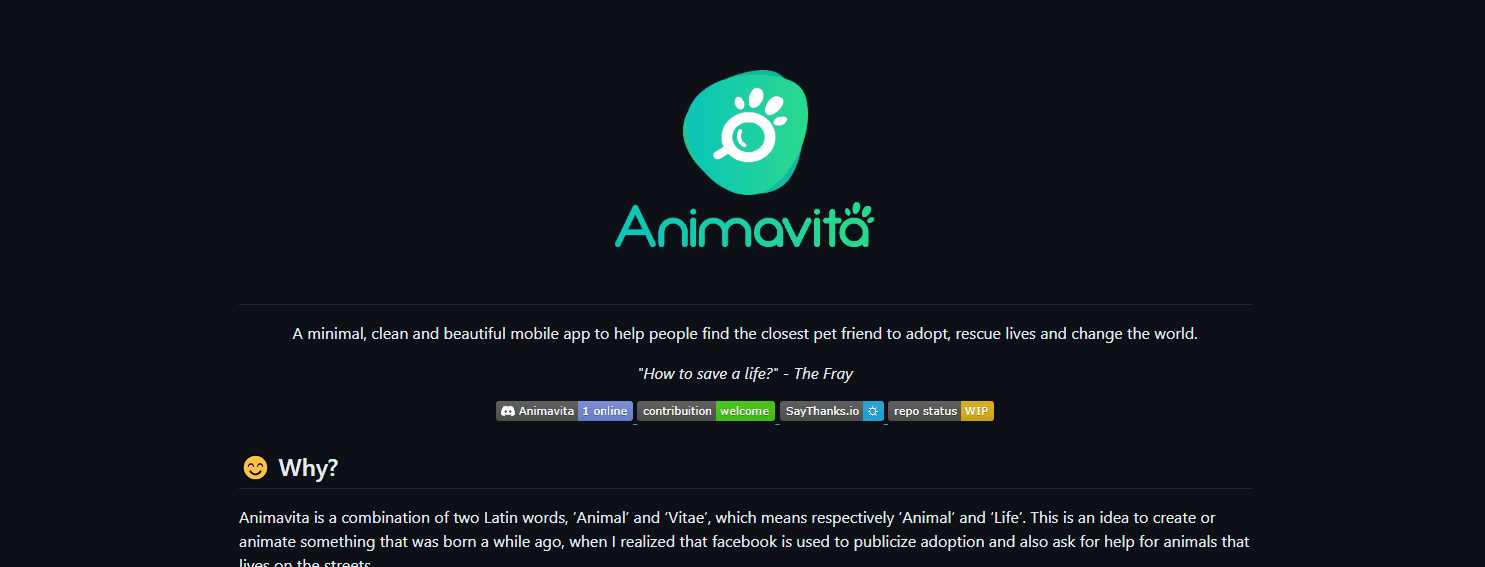 Animavita
A minimal, clean and beautiful mobile app to help people find the closest pet friend to adopt, rescue lives and change the world.
"How to save a life?" - The Fray
Animavita 1 online contribuition welcome SayThanks.io repo status WIP
Why?
Animavita is a combination of two Latin words, ‘Animal’ and ‘Vitae’, which means respectively ‘Animal’ and ‘Life’. This is an idea to create or
animate something that was born a while ago, when I realized that facebook is used to publicize adoption and also ask for help for animals that
lives on the streets.